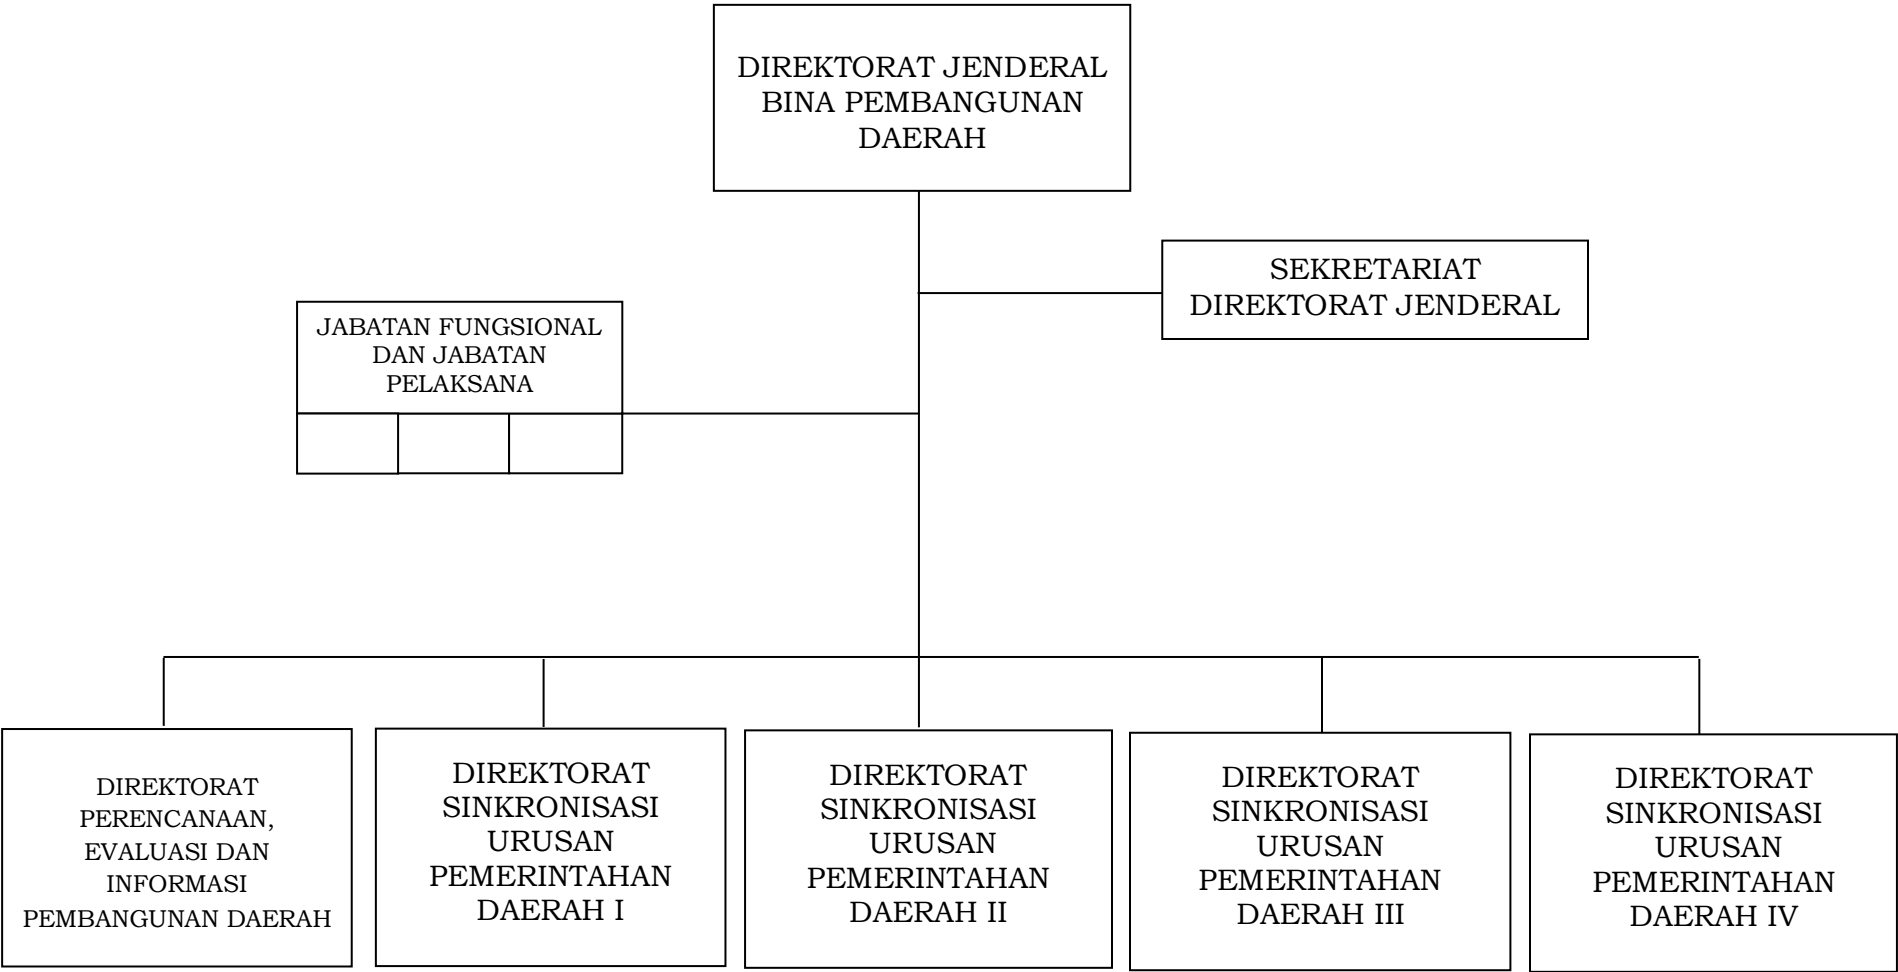 DIREKTORAT JENDERAL
BINA PEMBANGUNAN
DAERAH
SEKRETARIAT
DIREKTORAT JENDERAL
JABATAN FUNGSIONAL
DAN JABATAN
PELAKSANA
DIREKTORAT
PERENCANAAN,
EVALUASI DAN
INFORMASI
PEMBANGUNAN DAERAH
DIREKTORAT
SINKRONISASI
URUSAN
PEMERINTAHAN
DAERAH I
DIREKTORAT
SINKRONISASI
URUSAN
PEMERINTAHAN
DAERAH II
DIREKTORAT
SINKRONISASI
URUSAN
PEMERINTAHAN
DAERAH III
DIREKTORAT
SINKRONISASI
URUSAN
PEMERINTAHAN
DAERAH IV